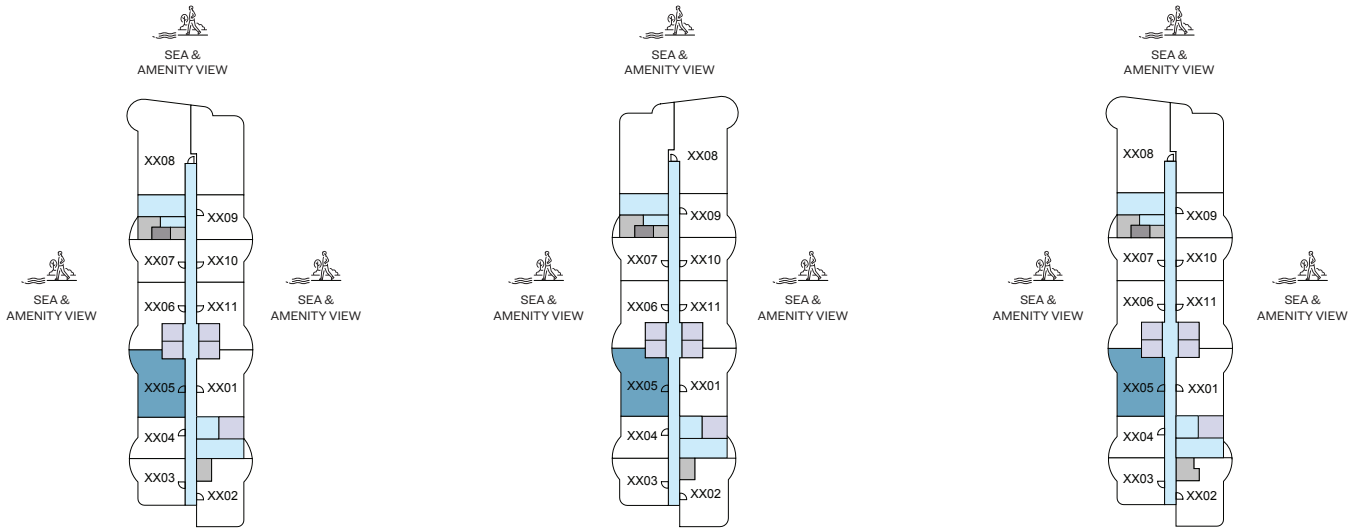 SEA &
AMENITY VIEW
XX08
XX09
XX07
XX10
SEA &
AMENITY VIEW
SEA &
AMENITY VIEW
XX06
XX11
XX05
XX01
XX04
XX03
XX02
SEA &
AMENITY VIEW
XX08
XX09
XX07
XX10
SEA &
AMENITY VIEW
SEA &
AMENITY VIEW
XX06
XX11
XX05
XX01
XX04
XX03
XX02
SEA &
AMENITY VIEW
XX08
XX09
XX07
XX10
SEA &
AMENITY VIEW
SEA &
AMENITY VIEW
XX06
XX11
XX05
XX01
XX04
XX03
XX02